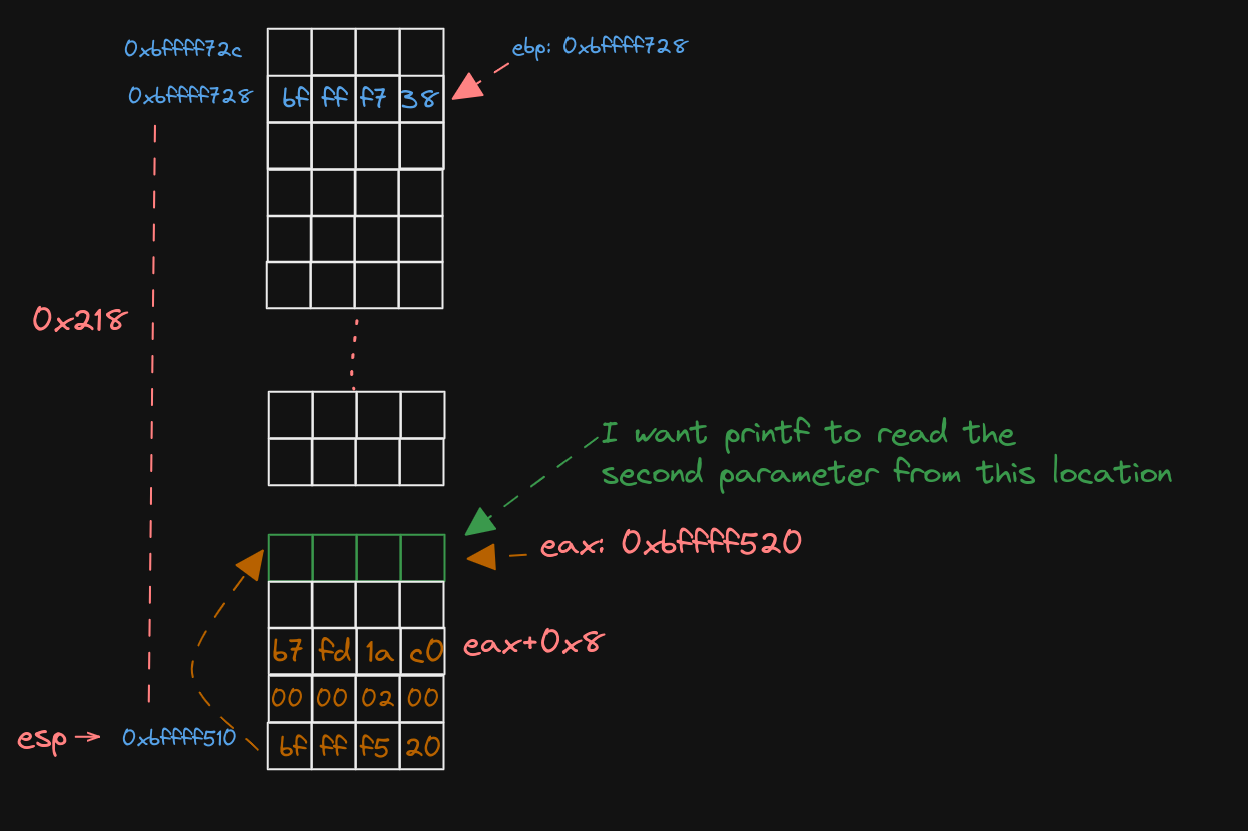 0xbffff72c
ebp: 0xbffff728
0xbffff728
bf ff f7 38
0x218
I want printf to read the
second parameter from this location
eax: 0xbffff520
b7 fd 1a c0
eax+0x8
00 00 02 00
esp → 0xbffff510
bf ff f5 20